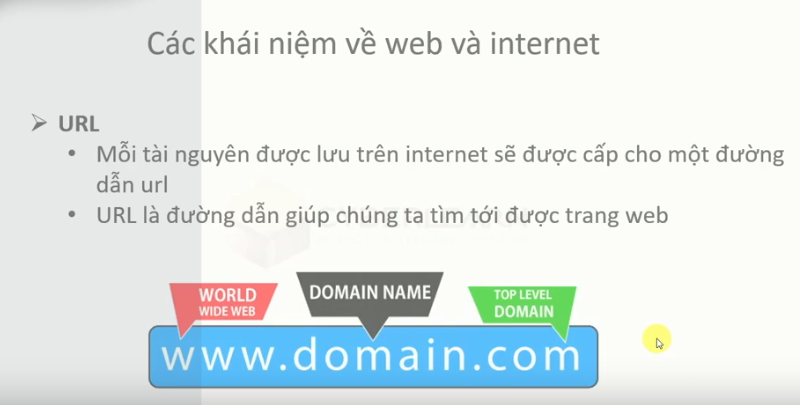 Các khái niệm về web và internet
➢ URL
• Mỗi tài nguyên được lưu trên internet sẽ được cấp cho một đường
dẫn url
• URL là đường dẫn giúp chúng ta tìm tới được trang web
WORLD
WIDE WEB
DOMAIN NAME
TOP LEVEL
DOMAIN
www.domain.com